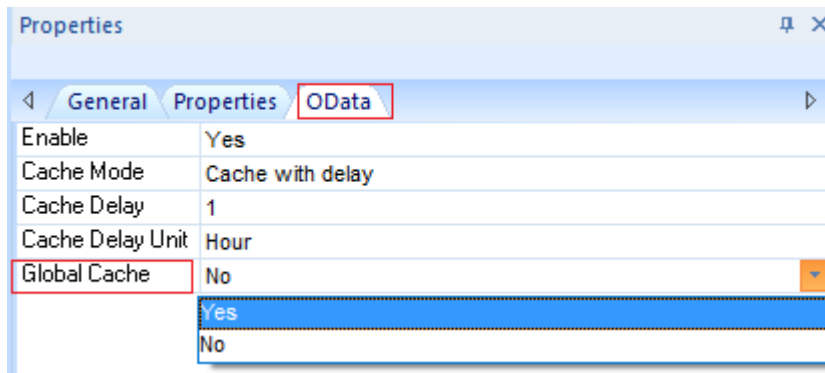 Properties
General Properties OData
Enable Yes
Cache Mode Cache with delay
Cache Delay 1
Cache Delay Unit Hour
Global Cache No
Yes
No